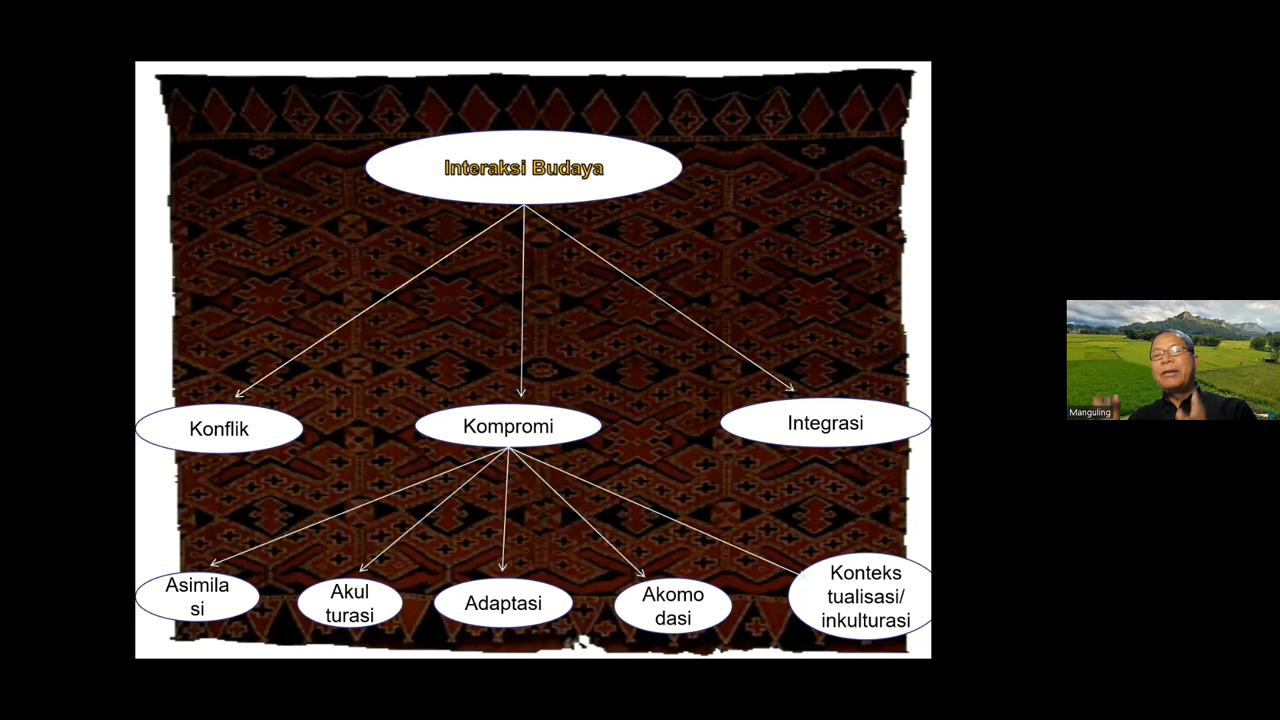 Interaksi Budaya
Konflik
Kompromi
Integrasi
Asimila
si
Akul
turasi
Adaptasi
Akomo
dasi
Konteks
tualisasi/
inkulturasi
Manguling